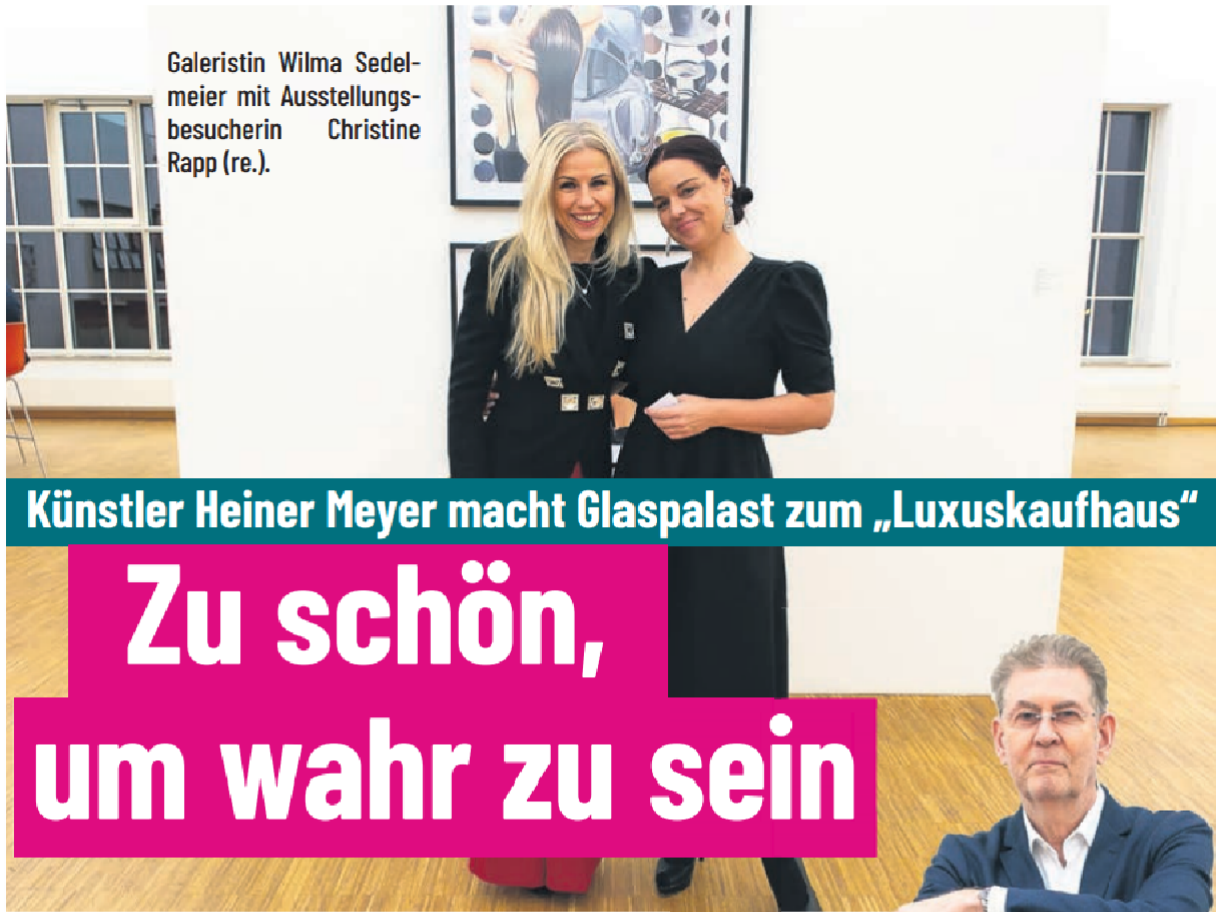 Galeristin Wilma Sedel-
meier mit Ausstellungs-
besucherin Christine
Rapp (re.).
Künstler Heiner Meyer macht Glaspalast zum „Luxuskaufhaus“
Zu schön,
um wahr zu sein